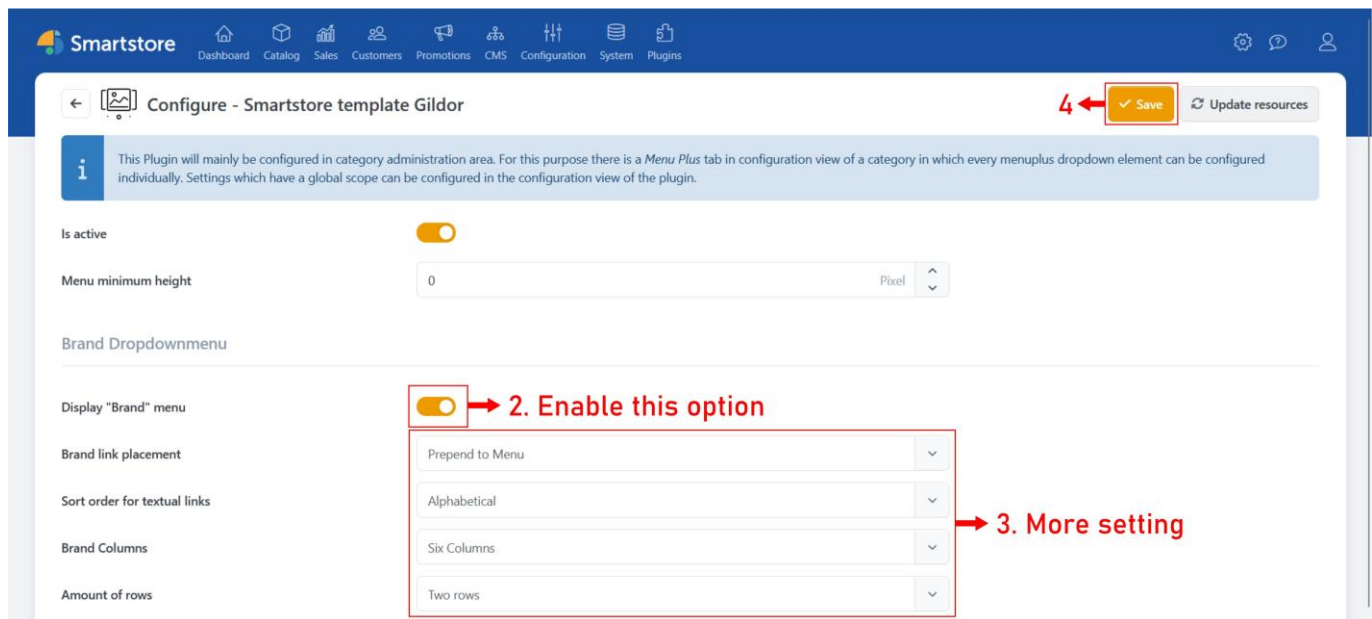 Smartstore
Dashboard Catalog Sales Customers Promotions CMS Configuration System Plugins
Configure - Smartstore template Gildor
4
Save
Update resources
i
This Plugin will mainly be configured in category administration area. For this purpose there is a Menu Plus tab in configuration view of a category in which every menuplus dropdown element can be configured
individually. Settings which have a global scope can be configured in the configuration view of the plugin.
Is active
Menu minimum height 0 Pixel
Brand Dropdownmenu
Display "Brand" menu
2. Enable this option
Brand link placement Prepend to Menu
Sort order for textual links Alphabetical
3. More setting
Brand Columns Six Columns
Amount of rows Two rows